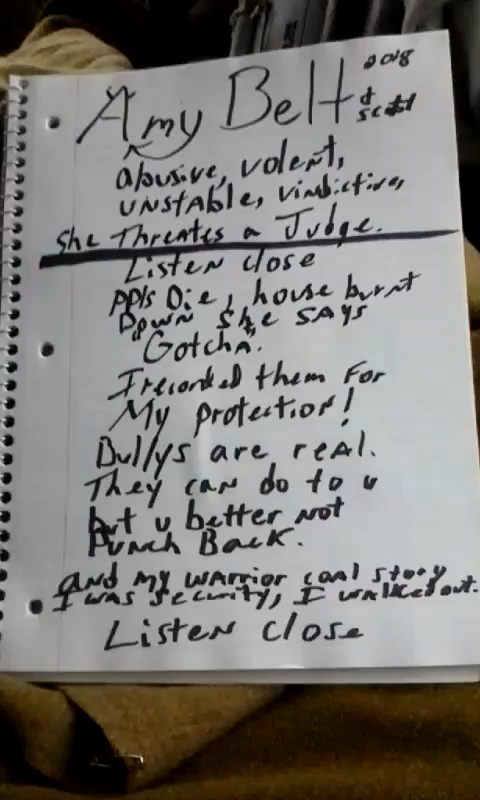 2018
Amy Belt &
Scott
abusive, volent,
UNSTABLE, vindictive,
She Threates a Judge.
Listen close
ppls Die, house burnt
Down she SAYS
"Gotcha".
I recorded them For
My protection!
Bullys are real.
They can do to u
but u better not
Punch Back.
and my warrior coal story
I was security, I walked out.
Listen close